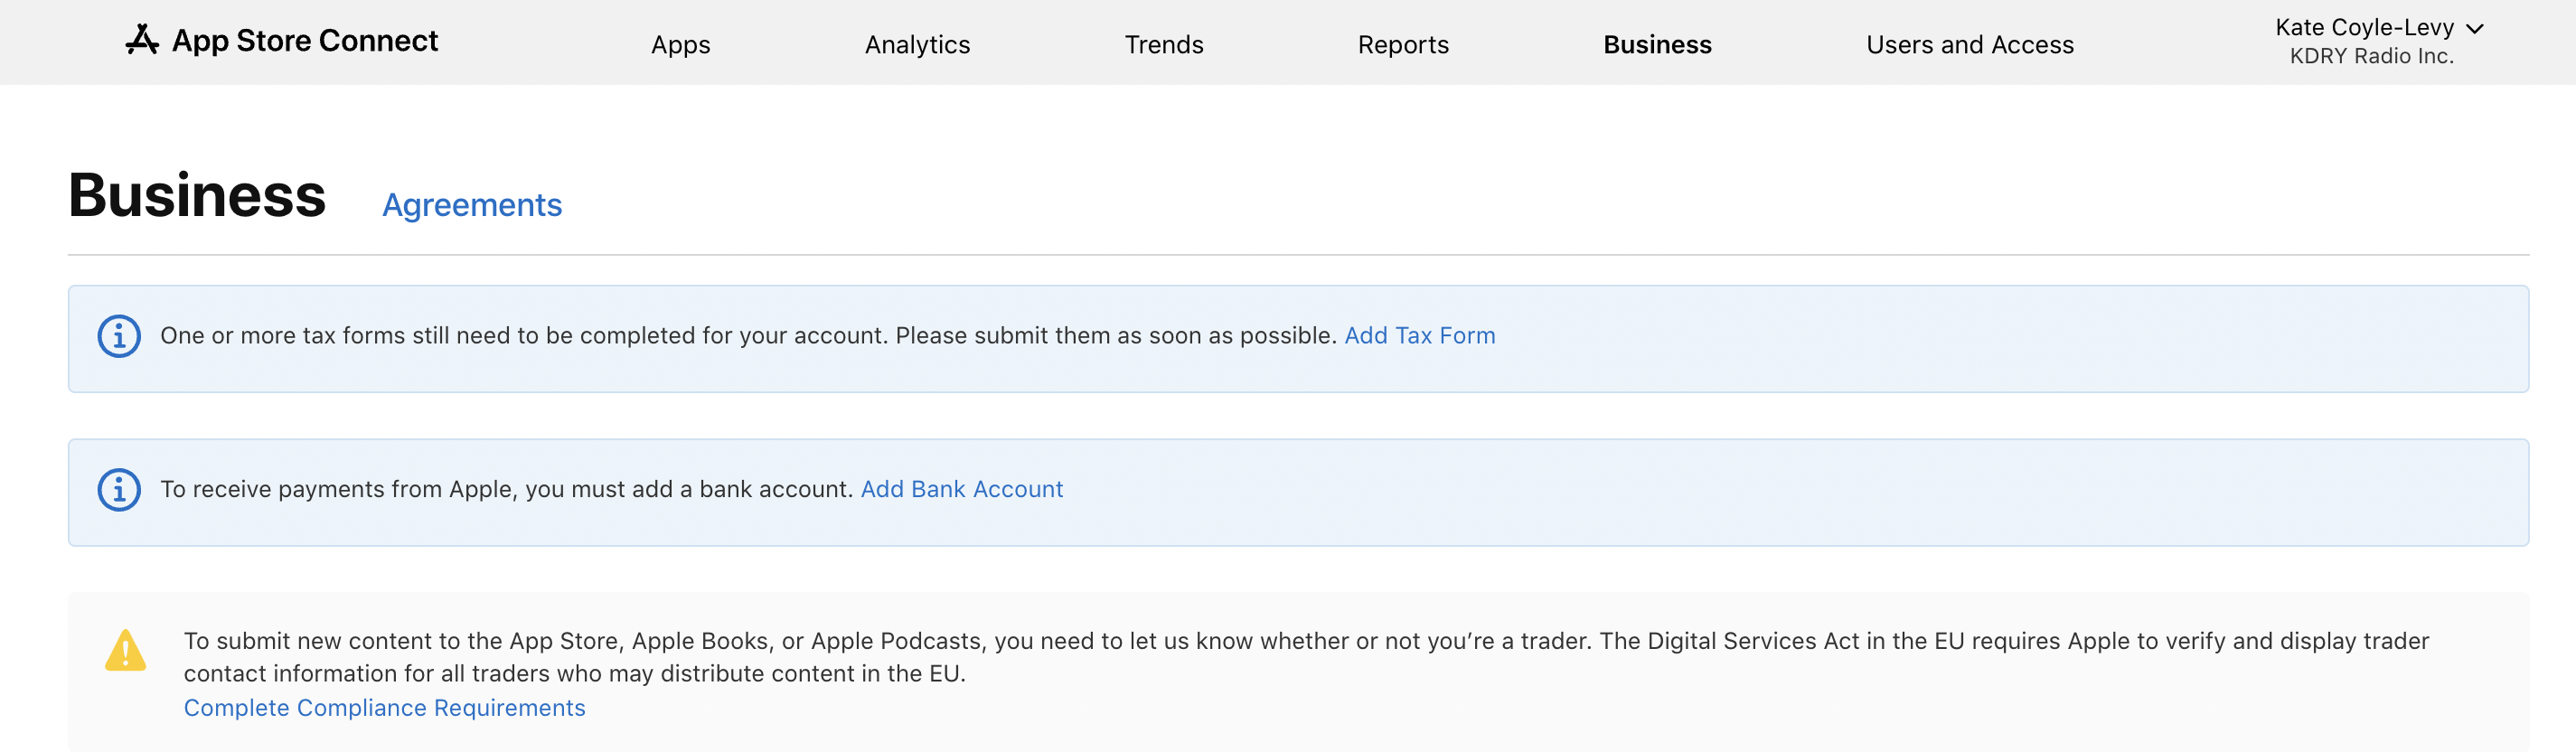 App Store Connect
Apps
Analytics
Trends
Reports
Business
Users and Access
Kate Coyle-Levy
KDRY Radio Inc.
Business
Agreements
One or more tax forms still need to be completed for your account. Please submit them as soon as possible. Add Tax Form
To receive payments from Apple, you must add a bank account. Add Bank Account
To submit new content to the App Store, Apple Books, or Apple Podcasts, you need to let us know whether or not you’re a trader. The Digital Services Act in the EU requires Apple to verify and display trader
contact information for all traders who may distribute content in the EU.
Complete Compliance Requirements